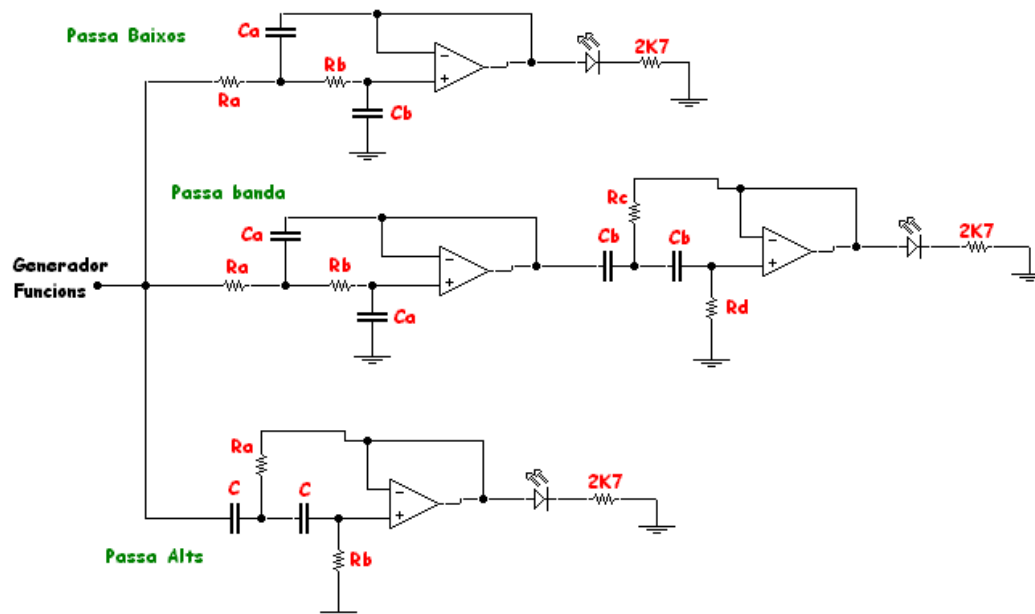 Passa Baixos
Ca
Ra
Rb
Cb
2K7
Passa banda
Ca
Ra
Rb
Ca
Cb
Rc
Cb
Rd
2K7
Generador
Funcions
Ra
C
C
Rb
2K7
Passa Alts